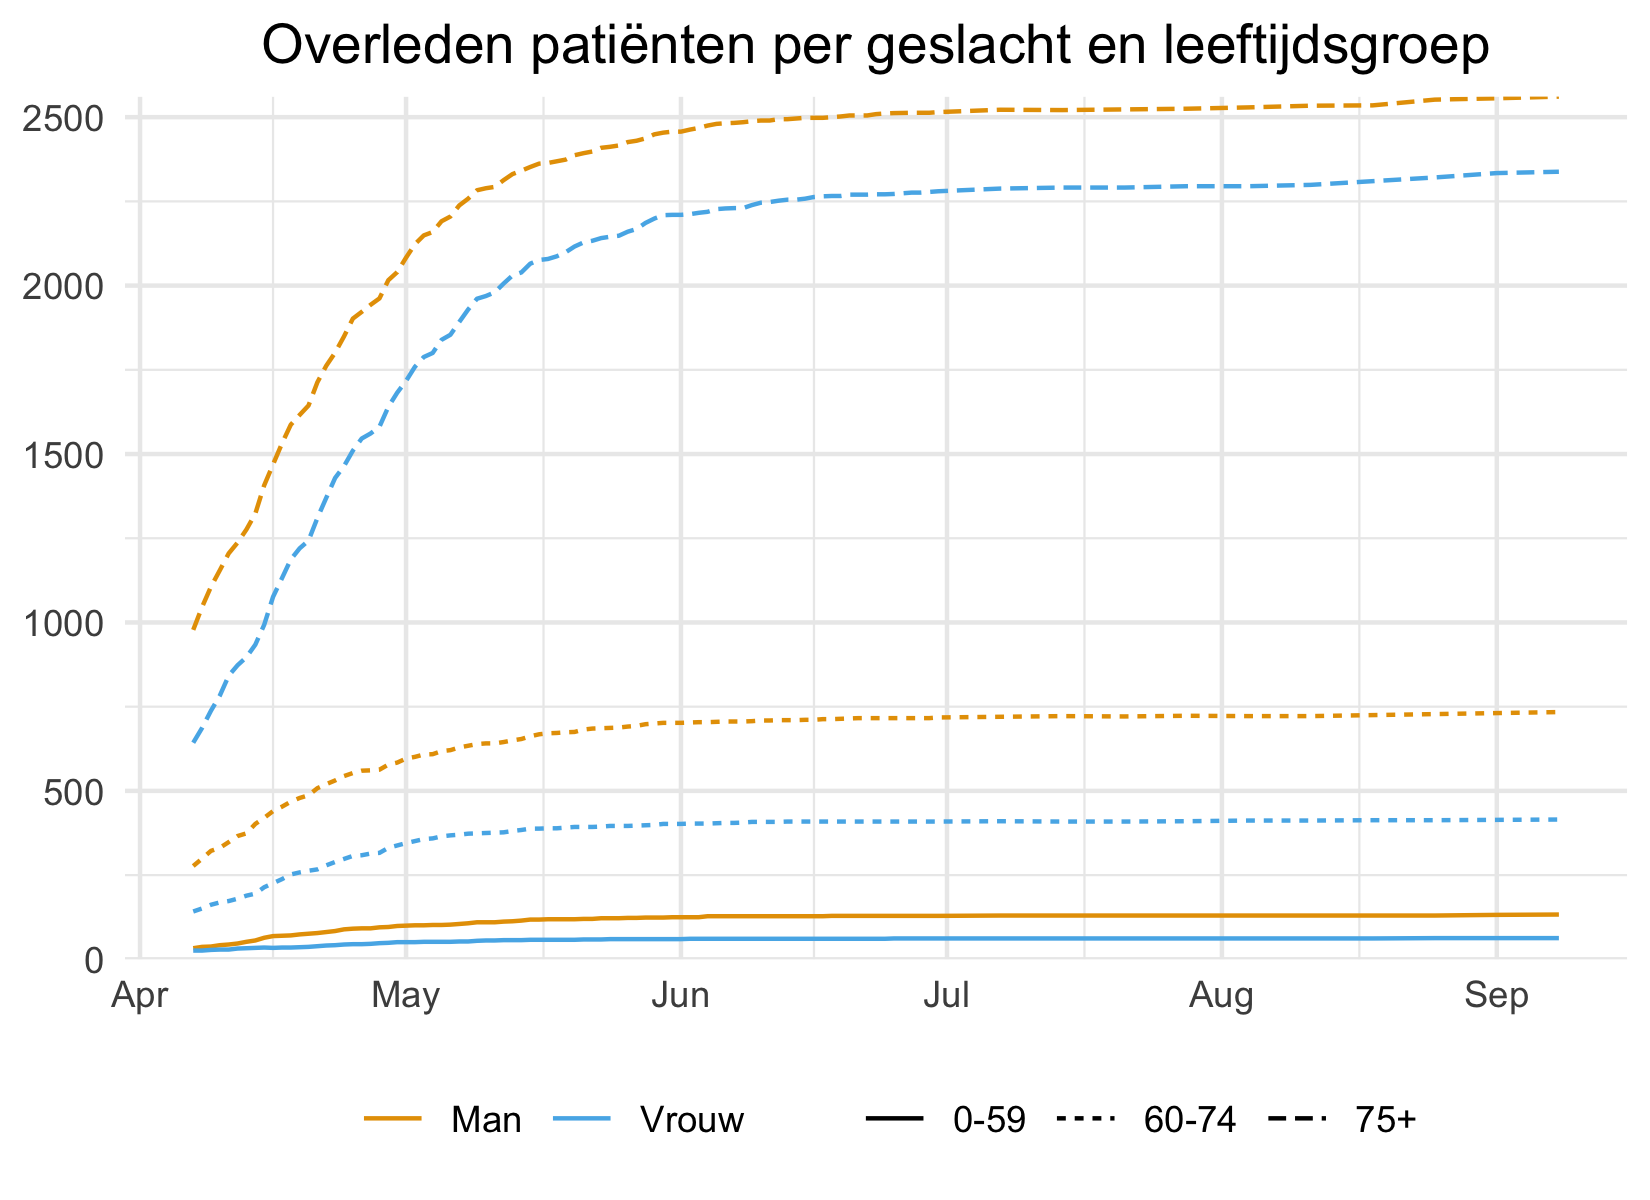 Overleden patiënten per geslacht en leeftijdsgroep
2500
2000
1500
1000
500
0
Apr May Jun Jul Aug Sep
Man Vrouw 0-59 60-74 75+